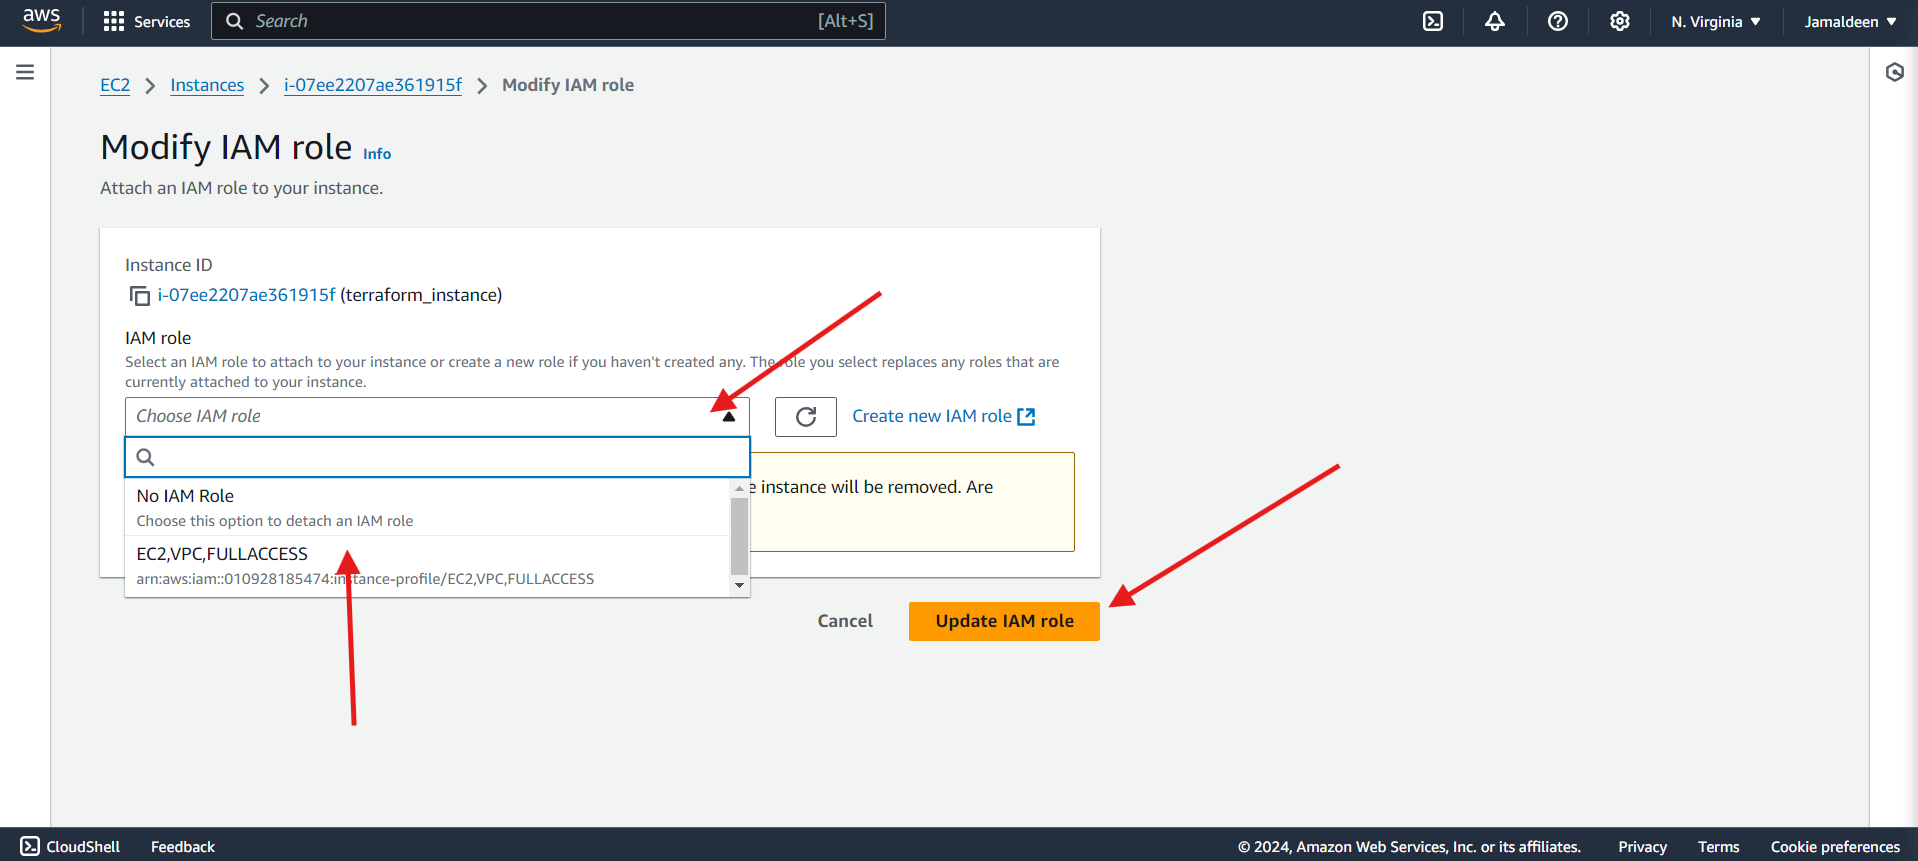 aws Services Search [Alt+S] N. Virginia Jamaldeen
EC2 Instances i-07ee2207ae361915f Modify IAM role
Modify IAM role Info
Attach an IAM role to your instance.
Instance ID
i-07ee2207ae361915f (terraform_instance)
IAM role
Select an IAM role to attach to your instance or create a new role if you haven't created any. The role you select replaces any roles that are
currently attached to your instance.
Choose IAM role Create new IAM role
No IAM Role
instance will be removed. Are
Choose this option to detach an IAM role
EC2,VPC,FULLACCESS
arn:aws:iam::010928185474:instance-profile/EC2,VPC,FULLACCESS
Cancel Update IAM role
CloudShell Feedback © 2024, Amazon Web Services, Inc. or its affiliates. Privacy Terms Cookie preferences